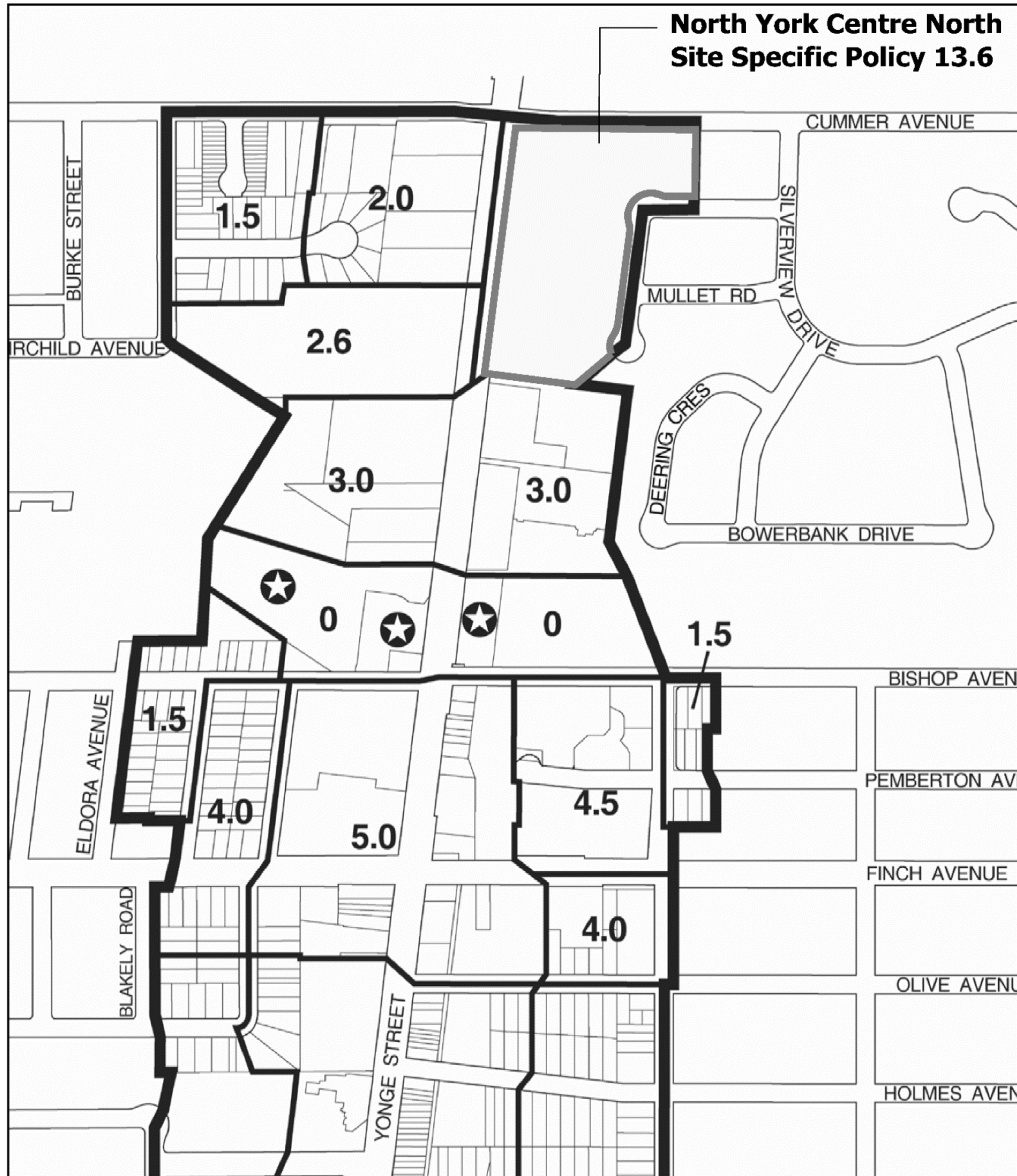 North York Centre North
Site Specific Policy 13.6
CUMMER AVENUE
BURKE STREET
SILVERVIEW DRIVE
1.5
2.0
MULLET RD
2.6
IRCHILD AVENUE
DEERING CRES
3.0
3.0
BOWERBANK DRIVE
0
0
1.5
BISHOP AVEN
ELDORA AVENUE
1.5
PEMBERTON AV
4.0
5.0
4.5
FINCH AVENUE
BLAKELY ROAD
4.0
OLIVE AVENU
YONGE STREET
HOLMES AVEN